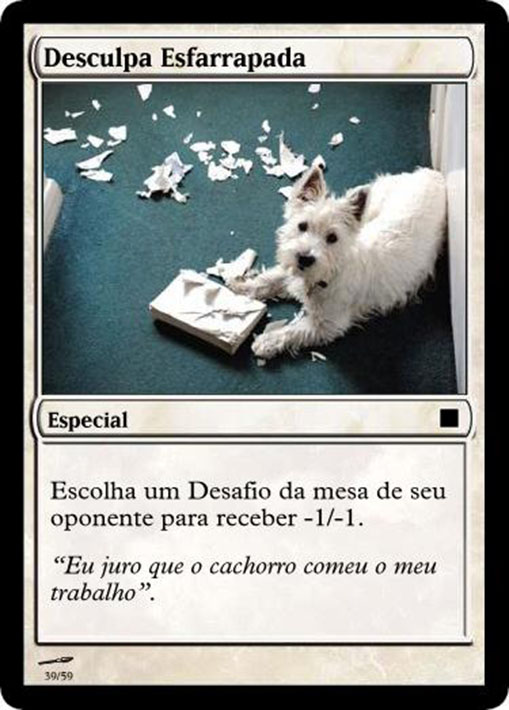 Desculpa Esfarrapada
Especial
Escolha um Desafio da mesa de seu
oponente para receber -1/-1.
“Eu juro que o cachorro comeu o meu
trabalho”.
39/59